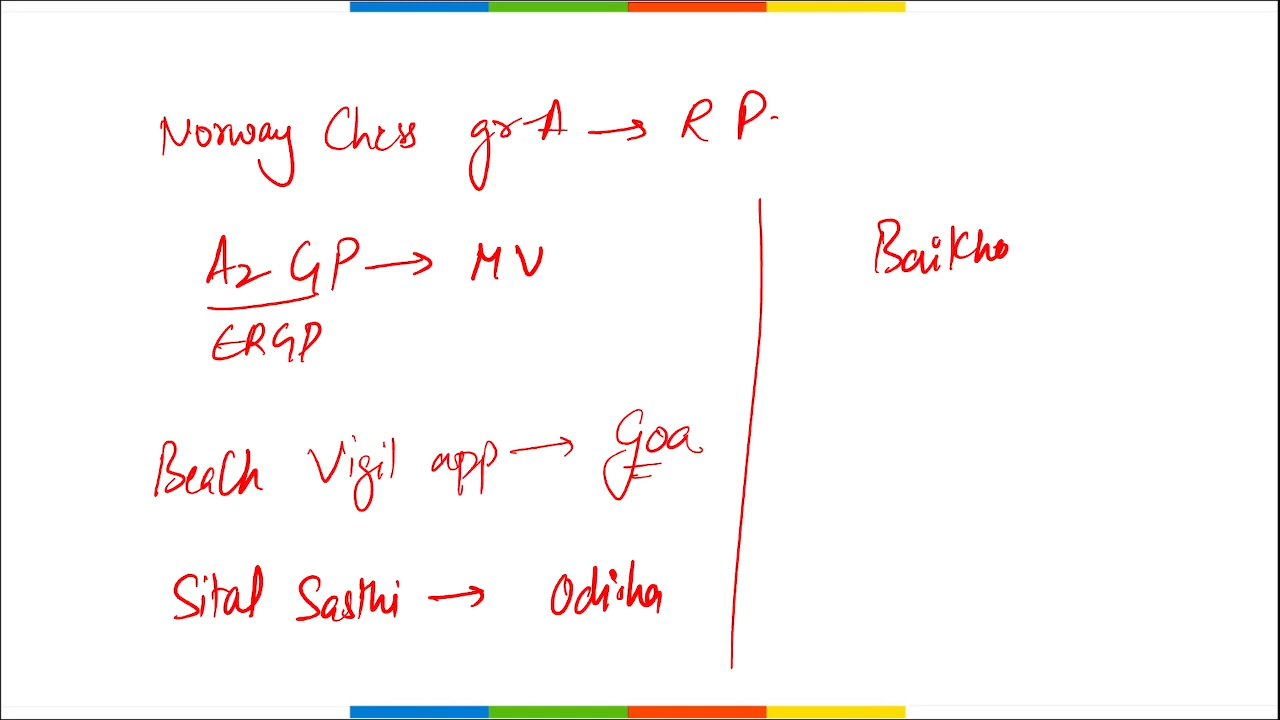 Norway Chess gr-A → R P.
Az GP → MV
ERGP
Beach Vigil app → Goa
Sital Sasthi → Odisha
Baikho